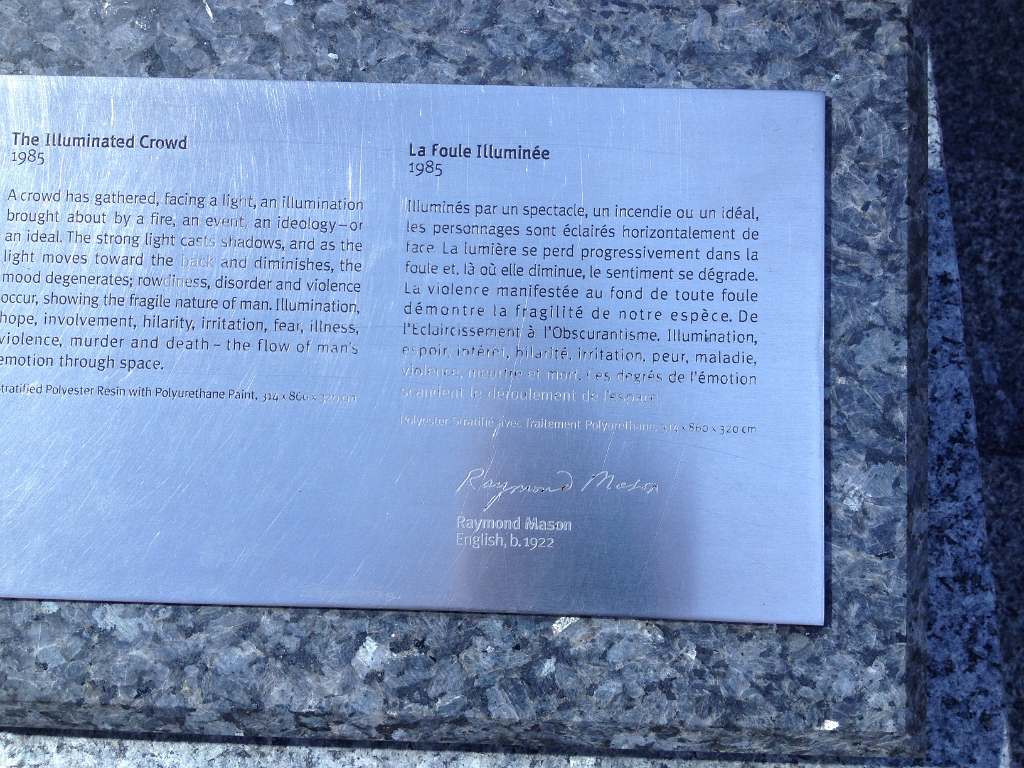 The Illuminated Crowd
1985
A crowd has gathered, facing a light, an illumination
brought about by a fire, an event, an ideology – or
an ideal. The strong light casts shadows, and as the
light moves toward the back and diminishes, the
mood degenerates; rowdiness, disorder and violence
occur, showing the fragile nature of man. Illumination,
hope, involvement, hilarity, irritation, fear, illness,
violence, murder and death – the flow of man's
emotion through space.
Stratified Polyester Resin with Polyurethane Paint, 314 x 860 x 320 cm
La Foule Illuminée
1985
Illuminés par un spectacle, un incendie ou un idéal,
les personnages sont éclairés horizontalement de
face. La lumière se perd progressivement dans la
foule et, là où elle diminue, le sentiment se dégrade.
La violence manifestée au fond de toute foule
démontre la fragilité de notre espèce. De
l'Eclaircissement à l'Obscurantisme. Illumination,
espoir, intéret, hilarité, irritation, peur, maladie,
violence, meurtre et mort. Les degrés de l'émotion
scandent le déroulement de l'espace.
Polyester Stratifié avec Traitement Polyuréthane, 314 x 860 x 320 cm
Raymond Mason
Raymond Mason
English, b. 1922